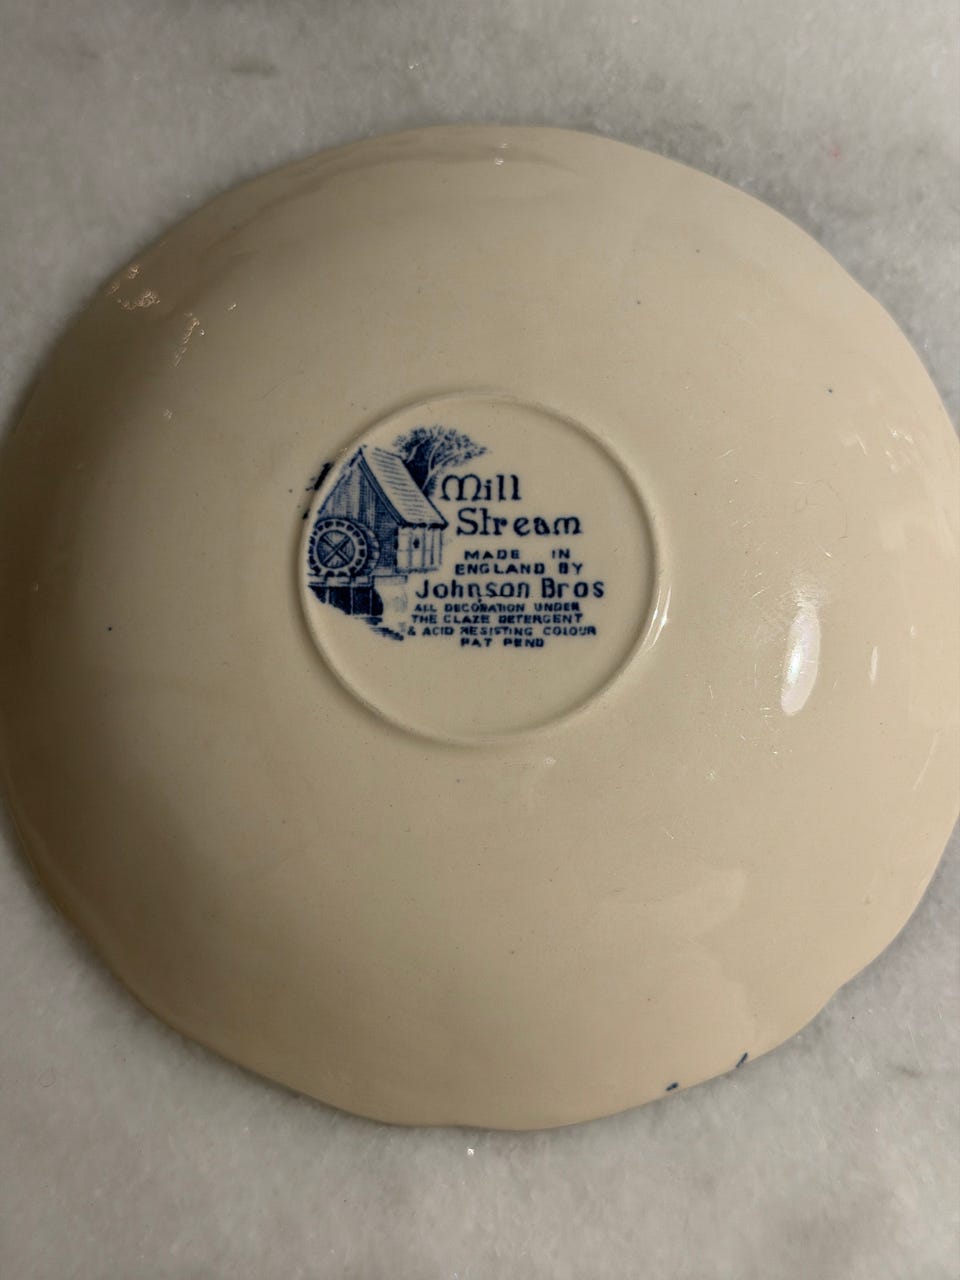 Mill
Stream
MADE IN
ENGLAND BY
Johnson Bros
ALL DECORATION UNDER
THE GLAZE DETERGENT
& ACID RESISTING COLOUR
PAT PEND